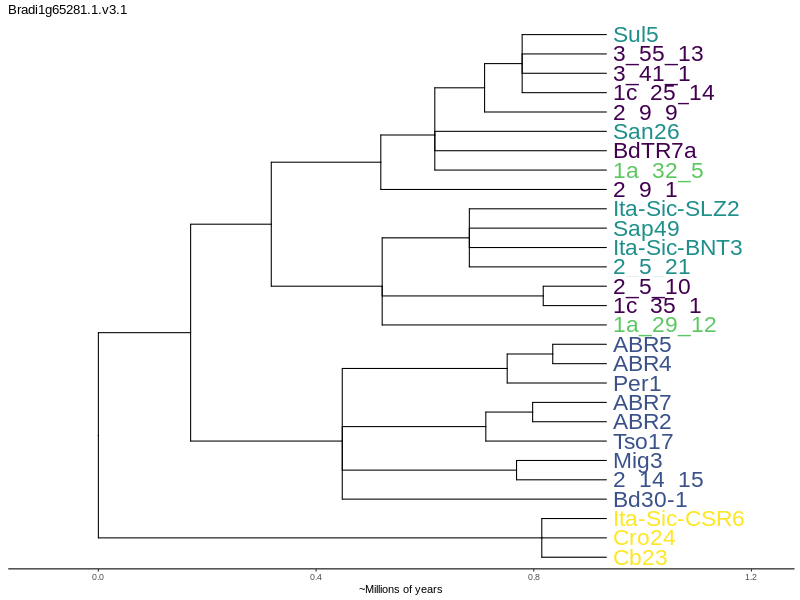 Bradi1g65281.1.v3.1
Sul5
3_55_13
3_41_1
1c_25_14
2_9_9
San26
BdTR7a
1a_32_5
2_9_1
Ita-Sic-SLZ2
Sap49
Ita-Sic-BNT3
2_5_21
2_5_10
1c_35_1
1a_29_12
ABR5
ABR4
Per1
ABR7
ABR2
Tso17
Mig3
2_14_15
Bd30-1
Ita-Sic-CSR6
Cro24
Cb23
0.0 0.4 0.8 1.2
~Millions of years